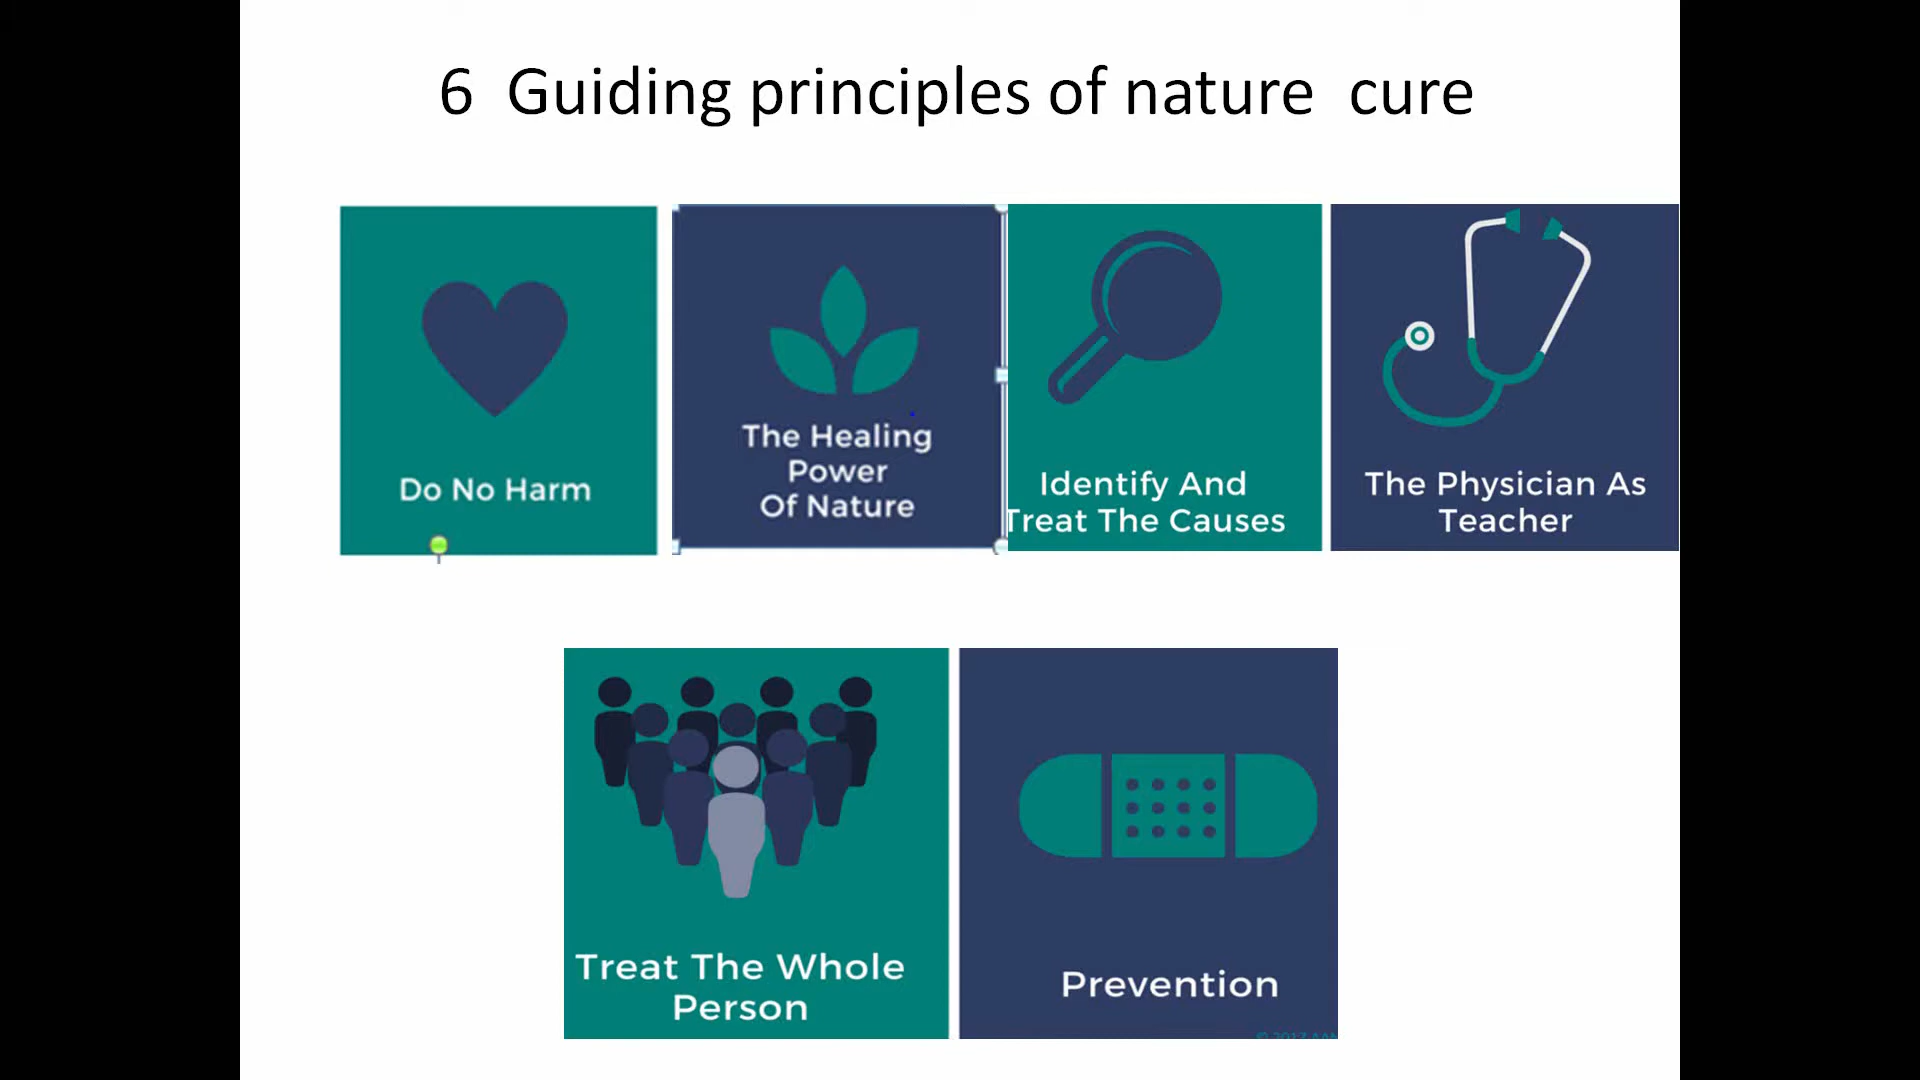 6 Guiding principles of nature cure
Do No Harm
The Healing
Power
Of Nature
Identify And
Treat The Causes
The Physician As
Teacher
Treat The Whole
Person
Prevention
© 2017